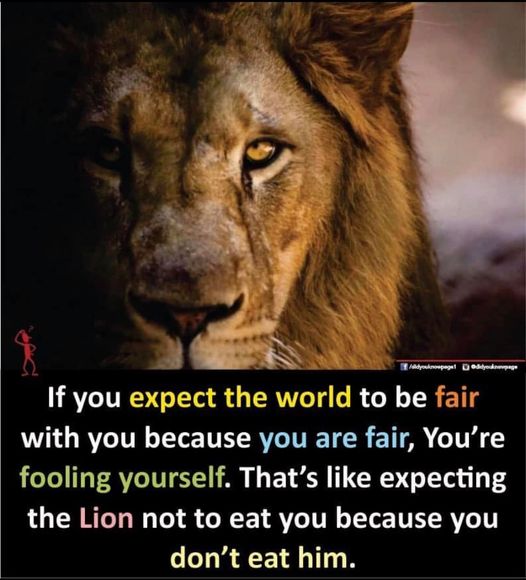 /didyouknowpage1 @didyouknowpage
If you expect the world to be fair
with you because you are fair, You're
fooling yourself. That's like expecting
the Lion not to eat you because you
don't eat him.